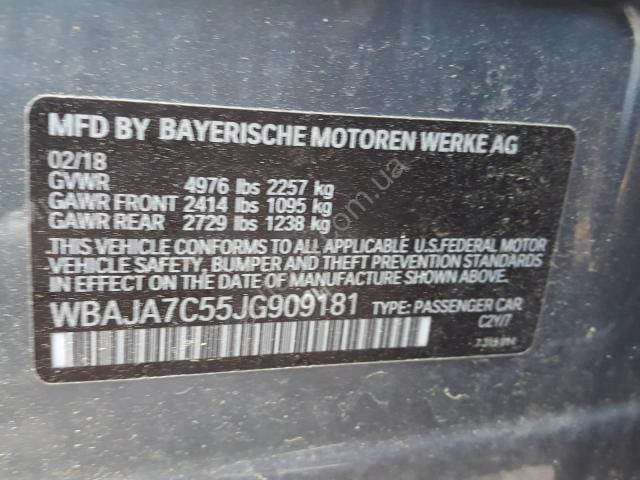 MFD BY BAYERISCHE MOTOREN WERKE AG
02/18
GVWR 4976 lbs 2257 kg
GAWR FRONT 2414 lbs 1095 kg
GAWR REAR 2729 lbs 1238 kg
THIS VEHICLE CONFORMS TO ALL APPLICABLE U.S.FEDERAL MOTOR
VEHICLE SAFETY, BUMPER AND THEFT PREVENTION STANDARDS
IN EFFECT ON THE DATE OF MANUFACTURE SHOWN ABOVE.
WBAJA7C55JG909181 TYPE: PASSENGER CAR
C2Y/7